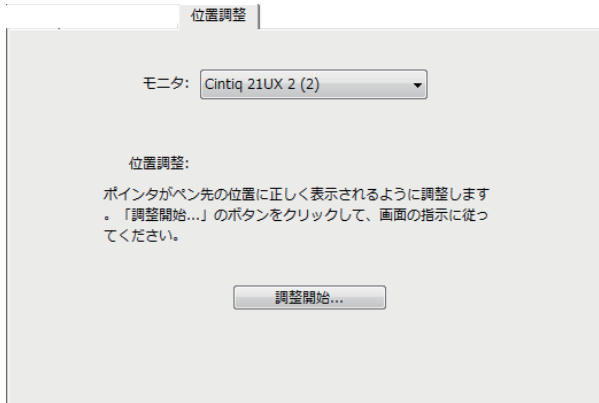 位置調整
モニタ: Cintiq 21UX 2 (2)
位置調整:
ポインタがペン先の位置に正しく表示されるように調整します
。「調整開始...」のボタンをクリックして、画面の指示に従っ
てください。
調整開始...